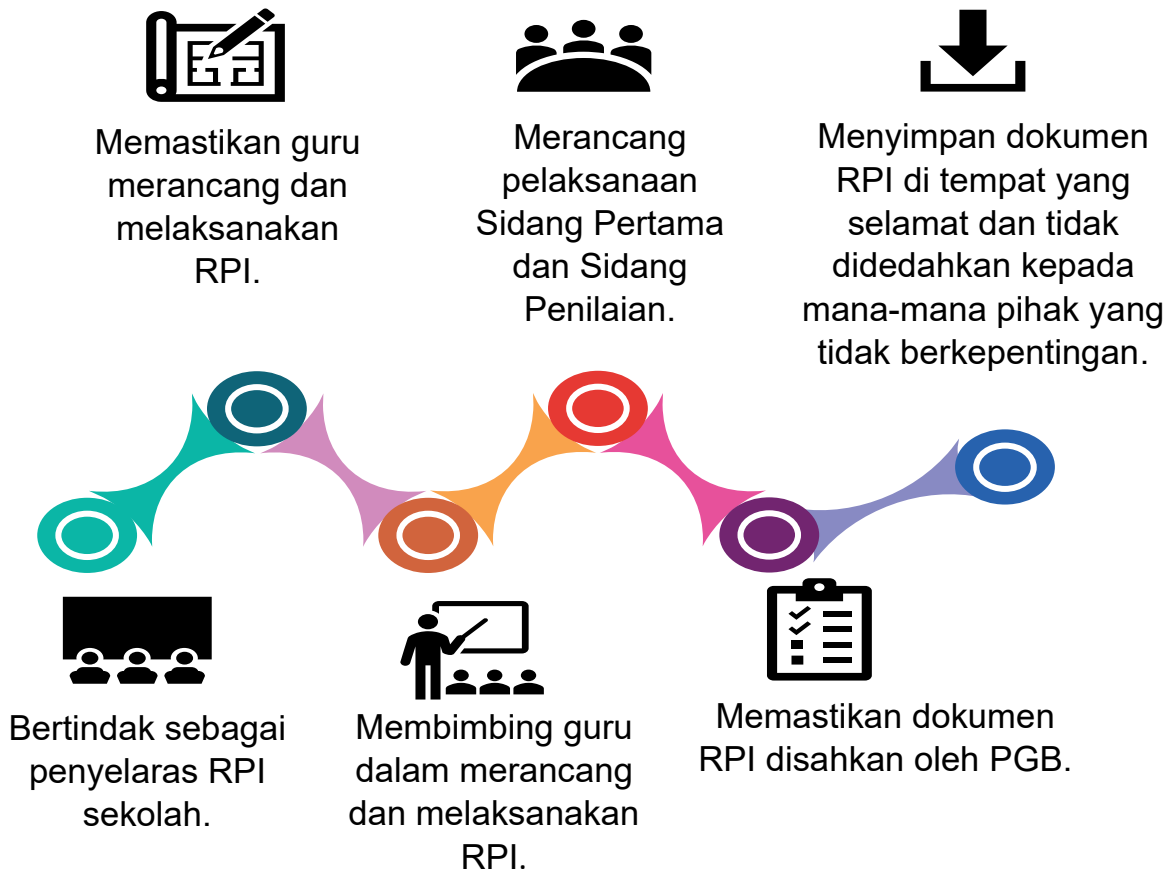 Memastikan guru
merancang dan
melaksanakan
RPI.
Merancang
pelaksanaan
Sidang Pertama
dan Sidang
Penilaian.
Menyimpan dokumen
RPI di tempat yang
selamat dan tidak
didedahkan kepada
mana-mana pihak yang
tidak berkepentingan.
Bertindak sebagai
penyelaras RPI
sekolah.
Membimbing guru
dalam merancang
dan melaksanakan
RPI.
Memastikan dokumen
RPI disahkan oleh PGB.